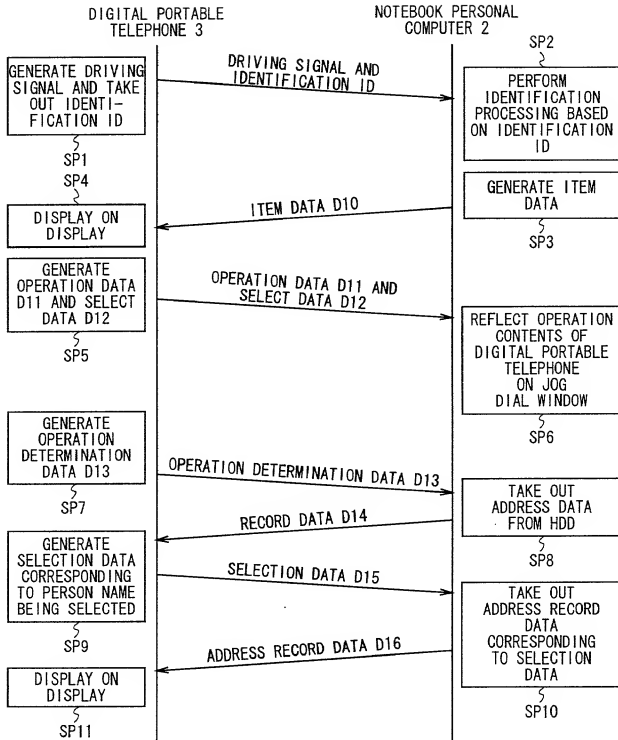 DIGITAL PORTABLE
TELEPHONE 3
NOTEBOOK PERSONAL
COMPUTER 2
GENERATE DRIVING
SIGNAL AND TAKE
OUT IDENTI-
FICATION ID
SP1
DRIVING SIGNAL AND
IDENTIFICATION ID
SP2
PERFORM
IDENTIFICATION
PROCESSING BASED
ON IDENTIFICATION
ID
GENERATE ITEM
DATA
SP3
ITEM DATA D10
SP4
DISPLAY ON
DISPLAY
GENERATE
OPERATION DATA
D11 AND SELECT
DATA D12
SP5
OPERATION DATA D11 AND
SELECT DATA D12
REFLECT OPERATION
CONTENTS OF
DIGITAL PORTABLE
TELEPHONE
ON JOG
DIAL WINDOW
SP6
GENERATE
OPERATION
DETERMINATION
DATA D13
SP7
OPERATION DETERMINATION DATA D13
TAKE OUT
ADDRESS DATA
FROM HDD
SP8
RECORD DATA D14
GENERATE
SELECTION DATA
CORRESPONDING
TO PERSON NAME
BEING SELECTED
SP9
SELECTION DATA D15
TAKE OUT
ADDRESS RECORD
DATA
CORRESPONDING
TO SELECTION
DATA
SP10
ADDRESS RECORD DATA D16
DISPLAY ON
DISPLAY
SP11